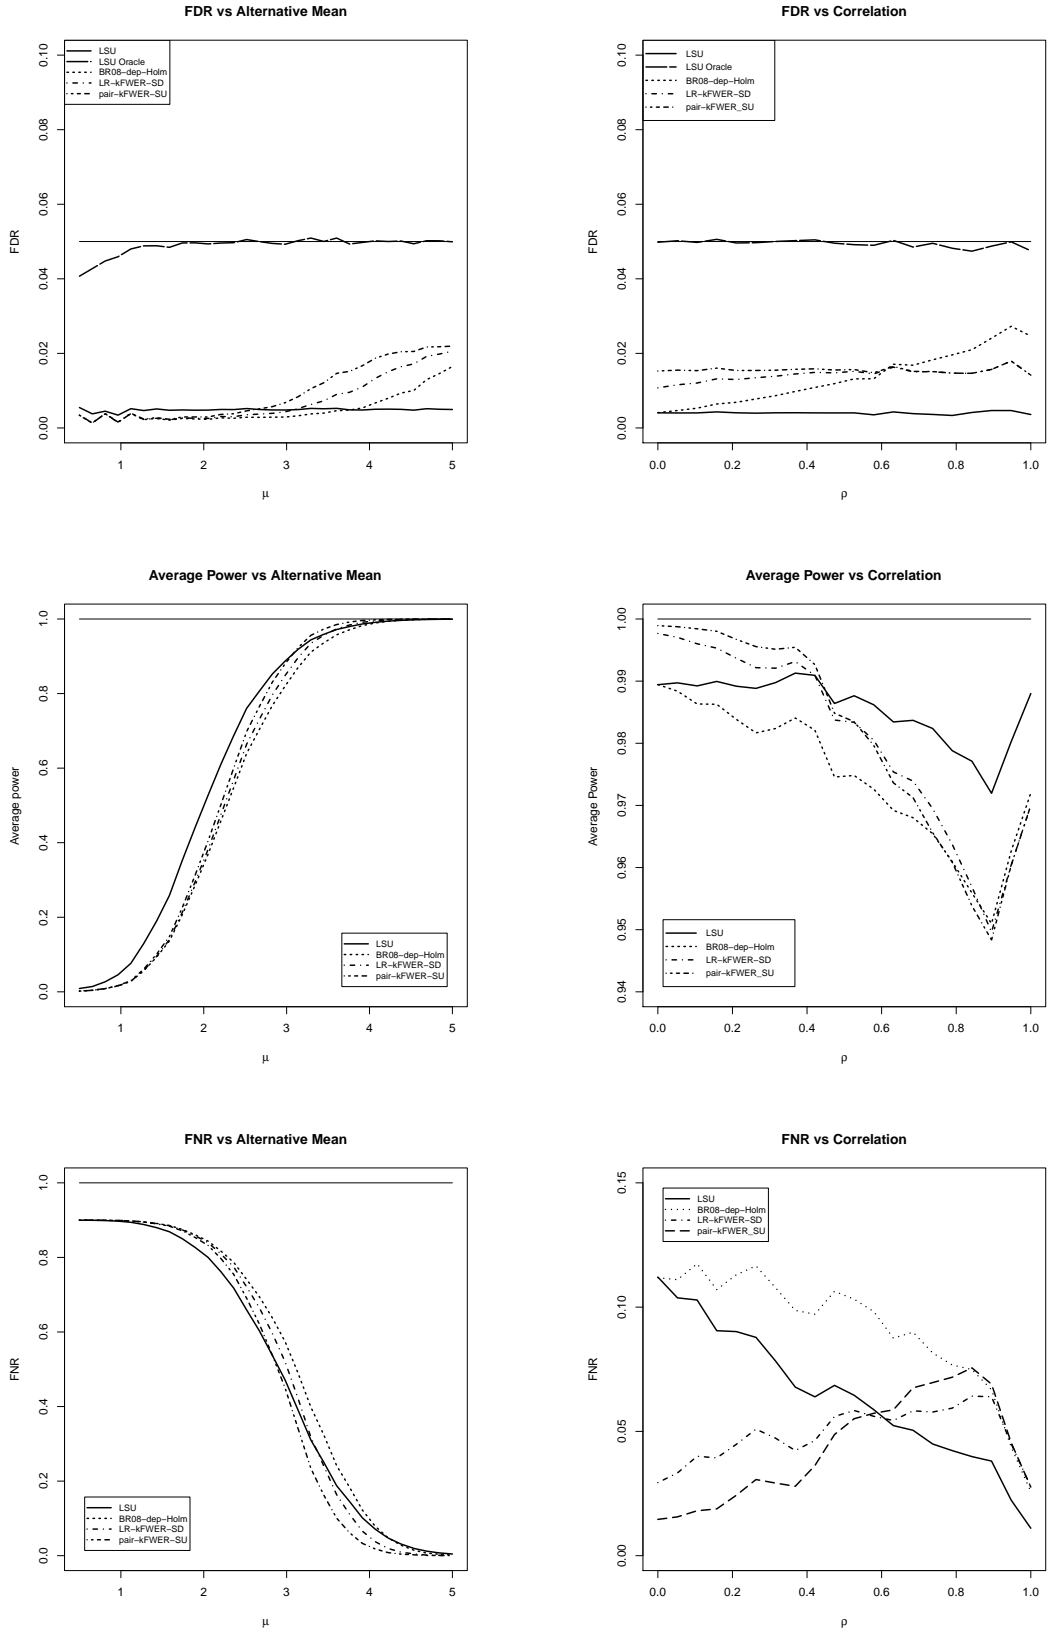 FDR vs Alternative Mean
LSU
LSU Oracle
BR08−dep−Holm
LR−kFWER−SD
pair−kFWER−SU
FDR
0.10
0.08
0.06
0.04
0.02
0.00
1 2 3 4 5
μ
FDR vs Correlation
LSU
LSU Oracle
BR08−dep−Holm
LR−kFWER−SD
pair−kFWER_SU
FDR
0.10
0.08
0.06
0.04
0.02
0.00
0.0 0.2 0.4 0.6 0.8 1.0
ρ
Average Power vs Alternative Mean
Average power
1.0
0.8
0.6
0.4
0.2
0.0
LSU
BR08−dep−Holm
LR−kFWER−SD
pair−kFWER−SU
1 2 3 4 5
μ
Average Power vs Correlation
Average Power
1.00
0.99
0.98
0.97
0.96
0.95
0.94
LSU
BR08−dep−Holm
LR−kFWER−SD
pair−kFWER_SU
0.0 0.2 0.4 0.6 0.8 1.0
ρ
FNR vs Alternative Mean
FNR
1.0
0.8
0.6
0.4
0.2
0.0
LSU
BR08−dep−Holm
LR−kFWER−SD
pair−kFWER−SU
1 2 3 4 5
μ
FNR vs Correlation
LSU
BR08−dep−Holm
LR−kFWER−SD
pair−kFWER_SU
FNR
0.15
0.10
0.05
0.00
0.0 0.2 0.4 0.6 0.8 1.0
ρ